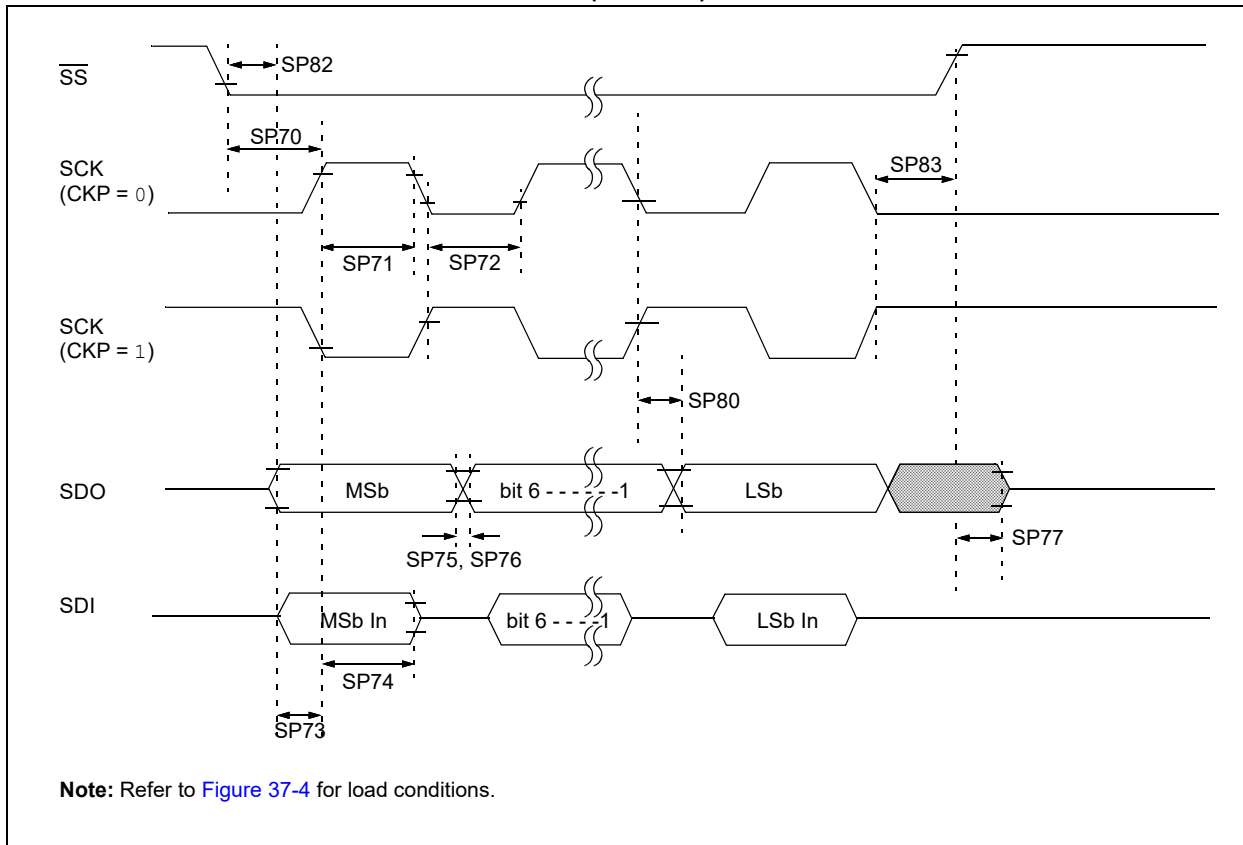 SS
SP82
SP70
SCK
(CKP = 0)
SP83
SP71
SP72
SCK
(CKP = 1)
SP80
SDO
MSb
bit 6 - - - - - -1
LSb
SP75, SP76
SP77
SDI
MSb In
bit 6 - - - -1
LSb In
SP74
SP73
Note: Refer to Figure 37-4 for load conditions.